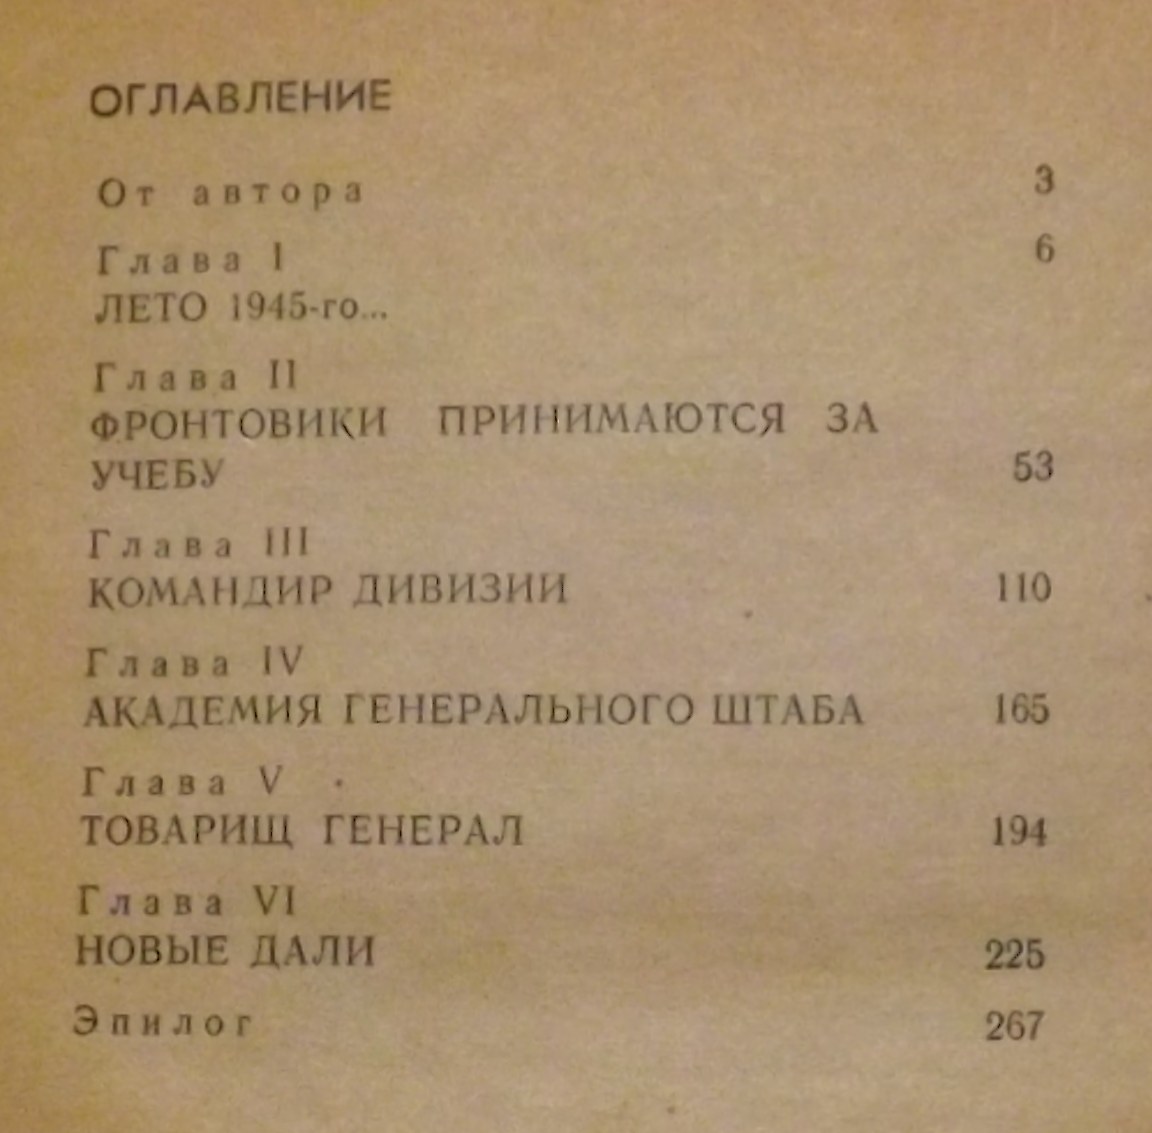 ОГЛАВЛЕНИЕ
От автора 3
Глава I 6
ЛЕТО 1945-го...
Глава II
ФРОНТОВИКИ ПРИНИМАЮТСЯ ЗА
УЧЕБУ 53
Глава III
КОМАНДИР ДИВИЗИИ 110
Глава IV
АКАДЕМИЯ ГЕНЕРАЛЬНОГО ШТАБА 165
Глава V
ТОВАРИЩ ГЕНЕРАЛ 194
Глава VI
НОВЫЕ ДАЛИ 225
Эпилог 267